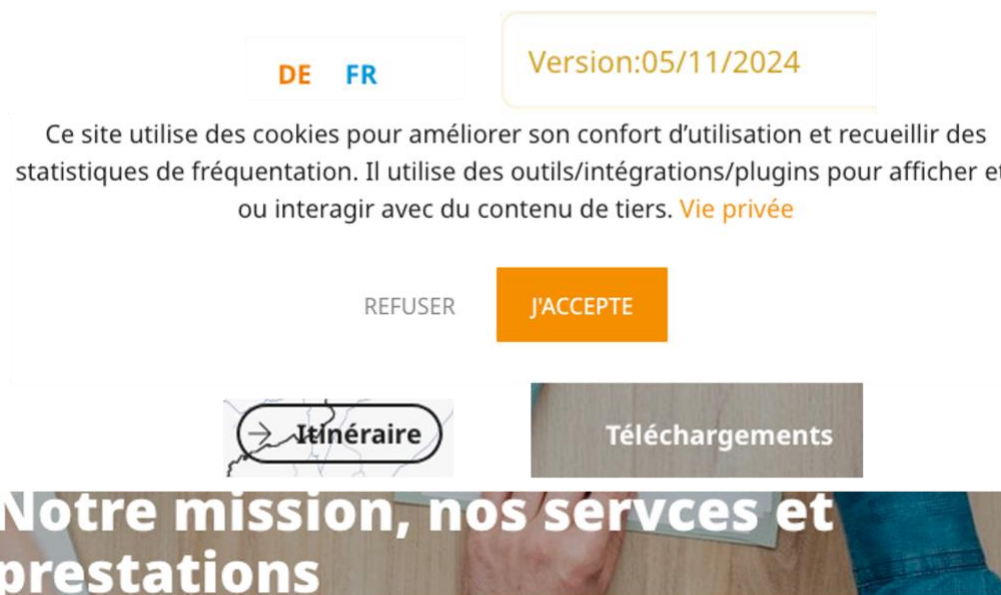 DE FR
Version:05/11/2024
Ce site utilise des cookies pour améliorer son confort d’utilisation et recueillir des
statistiques de fréquentation. Il utilise des outils/intégrations/plugins pour afficher et
ou interagir avec du contenu de tiers. Vie privée
REFUSER J'ACCEPTE
Itinéraire
Téléchargements
Notre mission, nos servces et
prestations